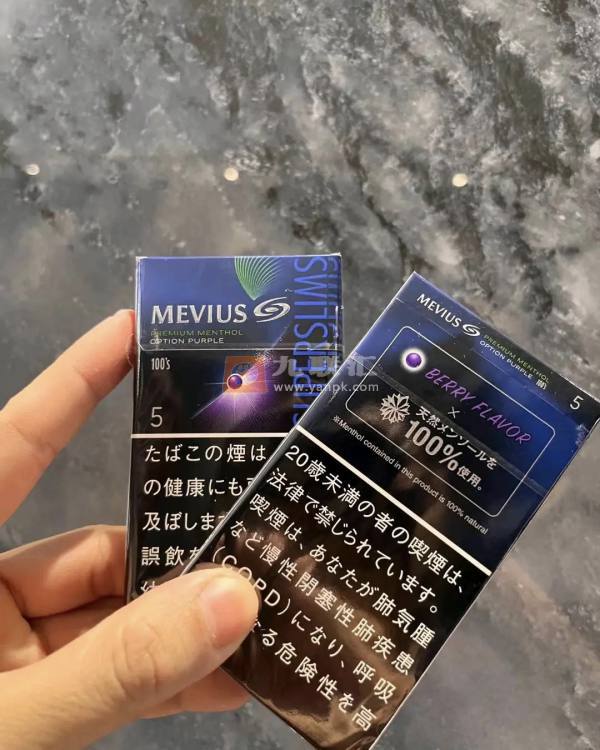 MEVIUS
PREMIUM MENTHOL
OPTION PURPLE
100's
5
たばこの煙は
の健康にも
及ぼしま
誤飲
九联汇
www.yanpk.com
MEVIUS
PREMIUM MENTHOL
OPTION PURPLE
5
BERRY FLAVOR
×
天然メンソールを
100%使用。
※Menthol contained in this product is 100% natural
20歳未満の者の喫煙は、
法律で禁じられています。
喫煙は、あなたが肺気腫
など慢性閉塞性肺疾患
(COPD)になり、呼吸
る危険性を高